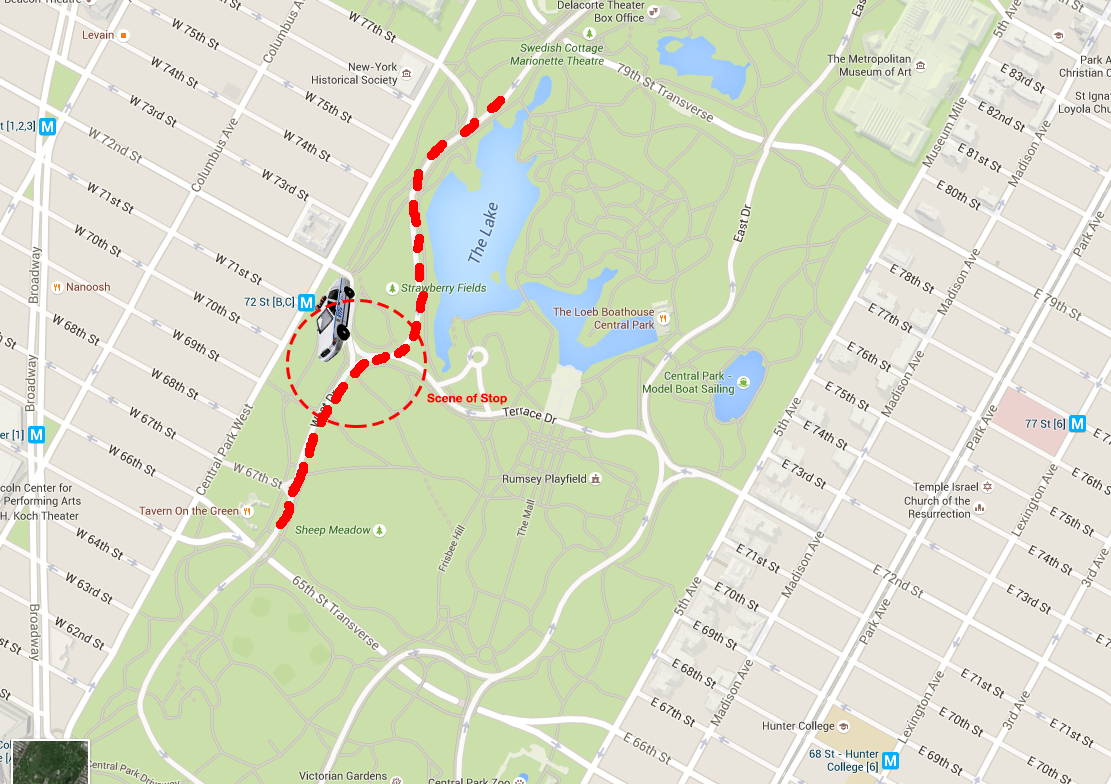 Levain
W 75th St
W 74th St
W 73rd St
W 72nd St
W 71st St
W 70th St
Columbus Ave
Columbus Ave
W 77th St
New-York
Historical Society
W 75th St
W 74th St
W 73rd St
Delacorte Theater
Box Office
Swedish Cottage
Marionette Theatre
79th St Transverse
The Metropolitan
Museum of Art
5th Ave
E 83rd St
E 82nd St
E 81st St
E 80th St
Museum Mile
Madison Ave
Park Ave
t [1,2,3]
M
Broadway
Nanoosh
W 71st St
W 70th St
W 69th St
W 68th St
72 St [B,C]
M
Strawberry Fields
The Lake
The Loeb Boathouse
Central Park
East Dr
E 79th St
E 78th St
E 77th St
E 76th St
E 75th St
E 74th St
E 73rd St
Madison Ave
Central Park -
Model Boat Sailing
5th Ave
Park Ave
77 St [6]
M
E 76th St
E 75th St
E 74th St
E 73rd St
3rd Ave
Scene of Stop
Terrace Dr
W 68th St
W 67th St
W 66th St
Broadway
er [1]
M
Central Park West
W 67th St
Rumsey Playfield
The Mall
Frisbee Hill
Temple Israel
Church of the
Resurrection
Lexington Ave
Madison Ave
ncoln Center for
Performing Arts
H. Koch Theater
Tavern On the Green
Sheep Meadow
W 64th St
W 63rd St
W 62nd St
Broadway
65th St Transverse
E 72nd St
E 71st St
E 70th St
E 69th St
E 68th St
E 67th St
E 66th St
5th Ave
Park Ave
Madison Ave
E 71st St
E 70th St
E 69th St
E 71st St
E 70th St
3rd Ave
Lexington Ave
Hunter College
68 St - Hunter
College [6]
M
Victorian Gardens
Central Park Zoo